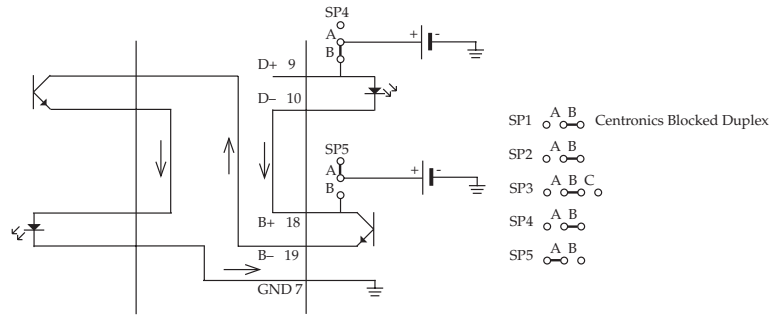 SP4
A
B
+ -
D+ 9
D– 10
SP5
A
B
+ -
B+ 18
B– 19
GND 7
SP1 A B Centronics Blocked Duplex
SP2 A B
SP3 A B C
SP4 A B
SP5 A B